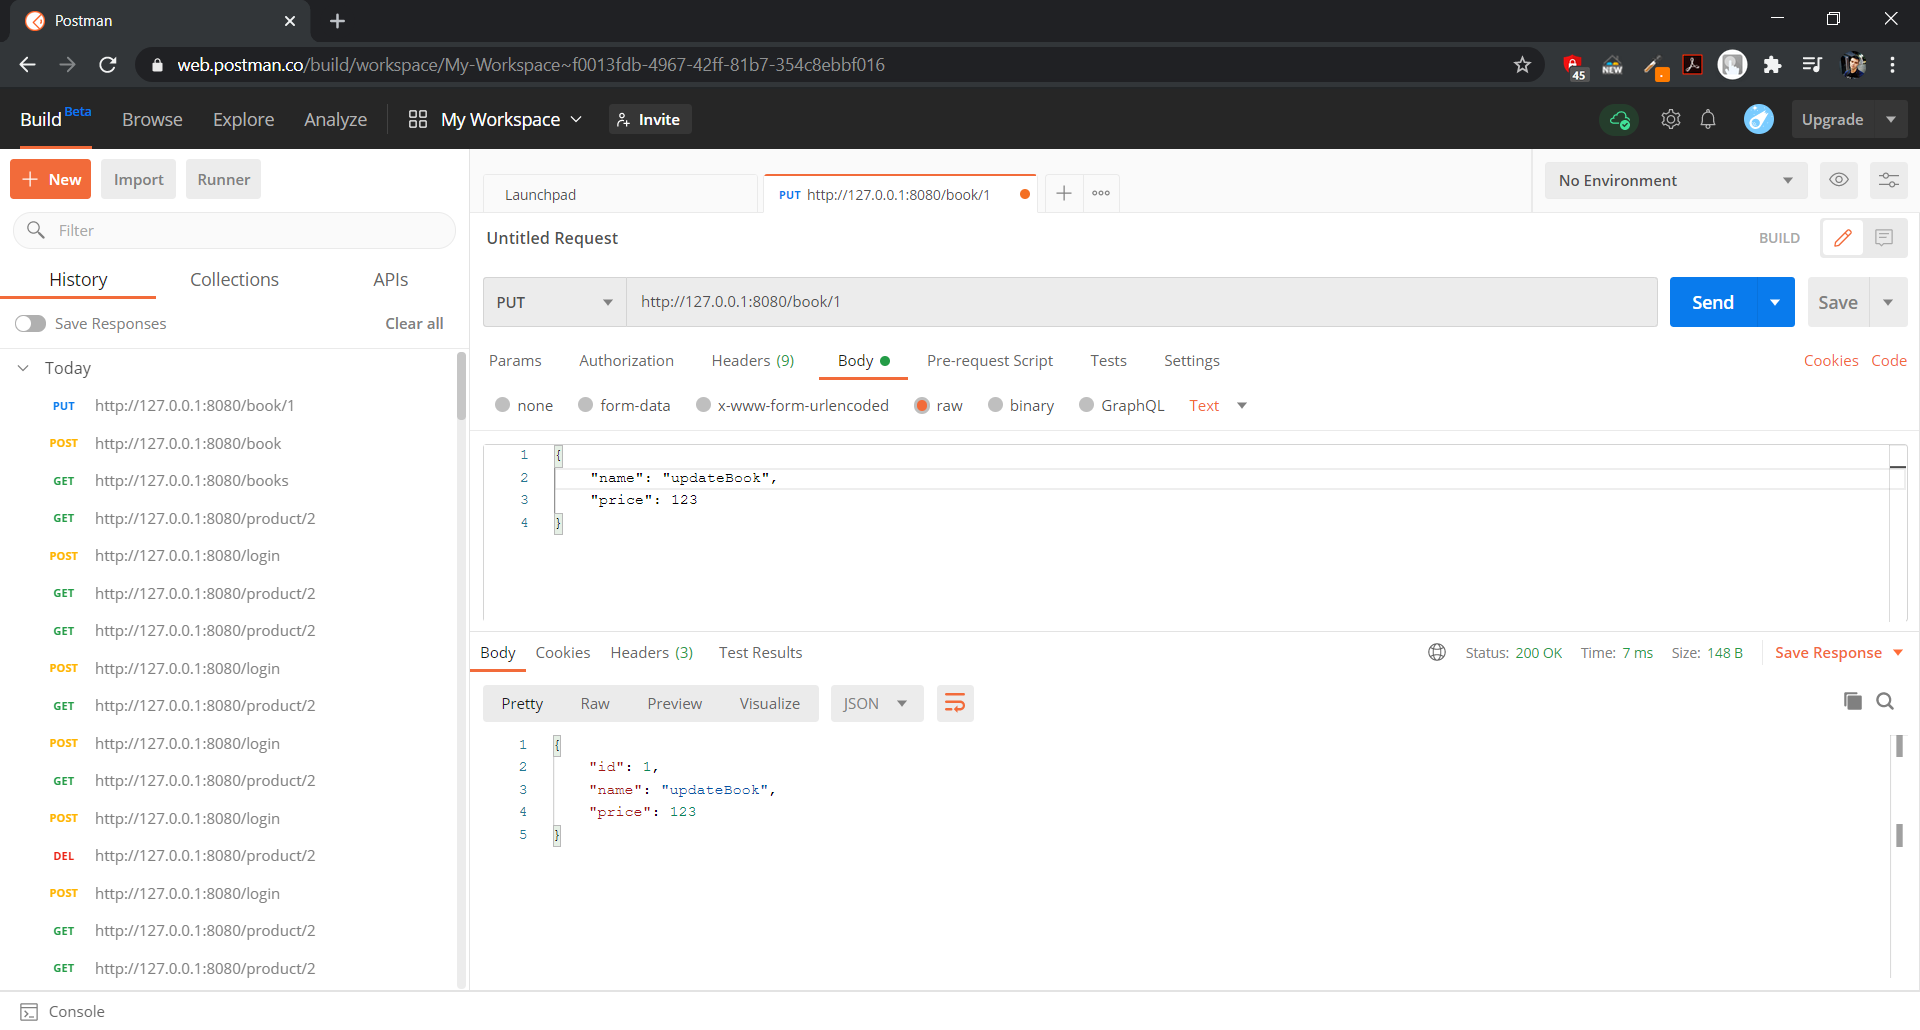 Postman
web.postman.co/build/workspace/My-Workspace~f0013fdb-4967-42ff-81b7-354c8ebbf016
45
NEW
Build Beta Browse Explore Analyze My Workspace Invite Upgrade
New Import Runner
Filter
History Collections APIs
Save Responses Clear all
Today
PUT http://127.0.0.1:8080/book/1
POST http://127.0.0.1:8080/book
GET http://127.0.0.1:8080/books
GET http://127.0.0.1:8080/product/2
POST http://127.0.0.1:8080/login
GET http://127.0.0.1:8080/product/2
GET http://127.0.0.1:8080/product/2
POST http://127.0.0.1:8080/login
GET http://127.0.0.1:8080/product/2
POST http://127.0.0.1:8080/login
GET http://127.0.0.1:8080/product/2
POST http://127.0.0.1:8080/login
DEL http://127.0.0.1:8080/product/2
POST http://127.0.0.1:8080/login
GET http://127.0.0.1:8080/product/2
GET http://127.0.0.1:8080/product/2
Console
Launchpad PUT http://127.0.0.1:8080/book/1 No Environment
Untitled Request BUILD
PUT http://127.0.0.1:8080/book/1 Send Save
Params Authorization Headers (9) Body Pre-request Script Tests Settings Cookies Code
none form-data x-www-form-urlencoded raw binary GraphQL Text
1 {
2 "name": "updateBook",
3 "price": 123
4 }
Body Cookies Headers (3) Test Results Status: 200 OK Time: 7 ms Size: 148 B Save Response
Pretty Raw Preview Visualize JSON
1 {
2 "id": 1,
3 "name": "updateBook",
4 "price": 123
5 }